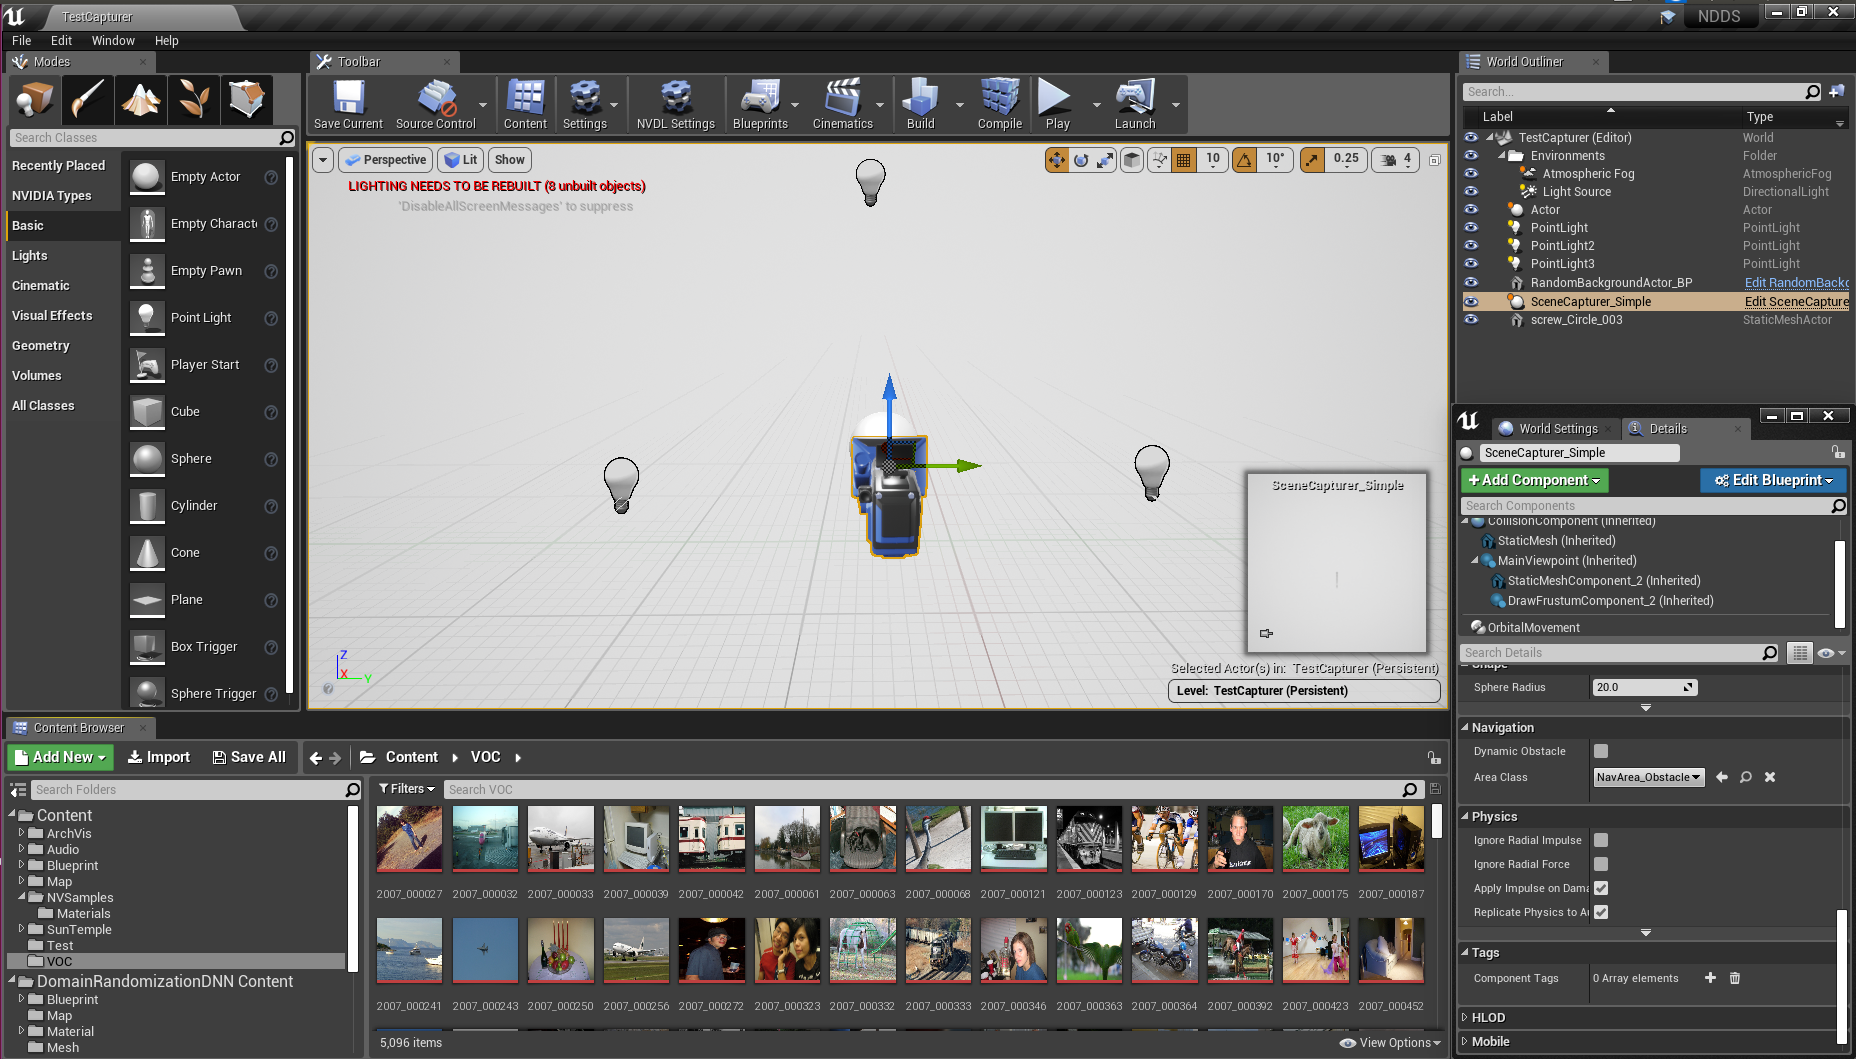 TestCapturer
NDDS
File Edit Window Help
Modes
Toolbar
World Outliner
Search Classes
Recently Placed
NVIDIA Types
Basic
Lights
Cinematic
Visual Effects
Geometry
Volumes
All Classes
Empty Actor
Empty Characte
Empty Pawn
Point Light
Player Start
Cube
Sphere
Cylinder
Cone
Plane
Box Trigger
Sphere Trigger
Save Current
Source Control
Content
Settings
NVDL Settings
Blueprints
Cinematics
Build
Compile
Play
Launch
Perspective
Lit
Show
10
10°
0.25
4
LIGHTING NEEDS TO BE REBUILT (8 unbuilt objects)
'DisableAllScreenMessages' to suppress
SceneCapturer_Simple
Z
X
Y
Selected Actor(s) in: TestCapturer (Persistent)
Level: TestCapturer (Persistent)
Search...
Label Type
TestCapturer (Editor) World
Environments Folder
Atmospheric Fog AtmosphericFog
Light Source DirectionalLight
Actor Actor
PointLight PointLight
PointLight2 PointLight
PointLight3 PointLight
RandomBackgroundActor_BP Edit RandomBackg
SceneCapturer_Simple Edit SceneCapture
screw_Circle_003 StaticMeshActor
World Settings
Details
SceneCapturer_Simple
+Add Component
Edit Blueprint
Search Components
CollisionComponent (Inherited)
StaticMesh (Inherited)
MainViewpoint (Inherited)
StaticMeshComponent_2 (Inherited)
DrawFrustumComponent_2 (Inherited)
OrbitalMovement
Search Details
Shape
Sphere Radius 20.0
Navigation
Dynamic Obstacle
Area Class NavArea_Obstacle
Physics
Ignore Radial Impulse
Ignore Radial Force
Apply Impulse on Dama
Replicate Physics to Au
Tags
Component Tags 0 Array elements
HLOD
Mobile
Content Browser
Add New
Import
Save All
Content
VOC
Search Folders
Filters
Search VOC
Content
ArchVis
Audio
Blueprint
Map
NVSamples
Materials
SunTemple
Test
VOC
DomainRandomizationDNN Content
Blueprint
Map
Material
Mesh
2007_000027 2007_000032 2007_000033 2007_000039 2007_000042 2007_000061 2007_000063 2007_000068 2007_000121 2007_000123 2007_000129 2007_000170 2007_000175 2007_000187
2007_000241 2007_000243 2007_000250 2007_000256 2007_000272 2007_000323 2007_000332 2007_000333 2007_000346 2007_000363 2007_000364 2007_000392 2007_000423 2007_000452
5,096 items
View Options